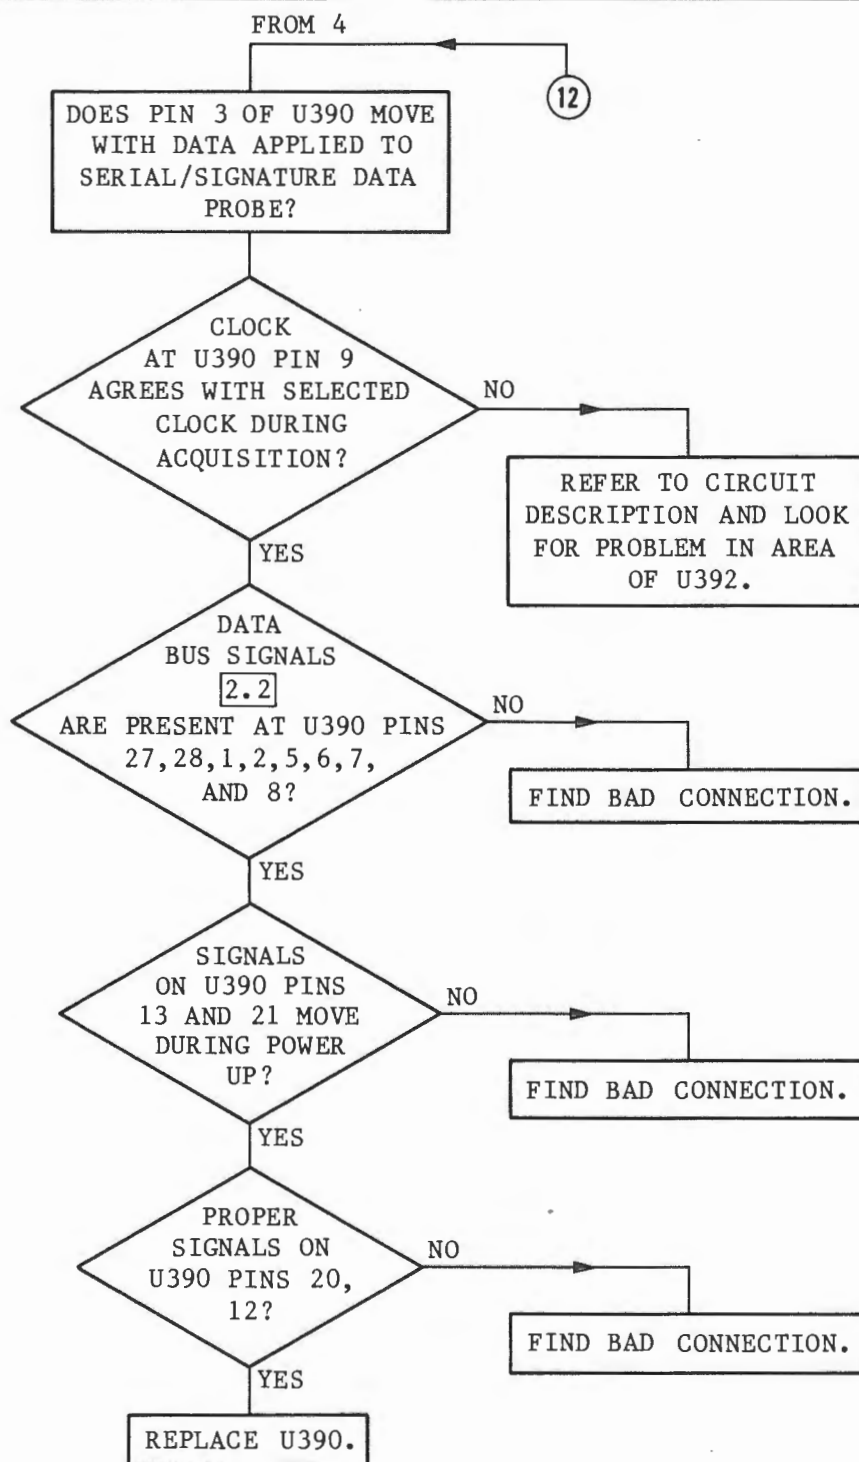 FROM 4
12
DOES PIN 3 OF U390 MOVE
WITH DATA APPLIED TO
SERIAL/SIGNATURE DATA
PROBE?
CLOCK
AT U390 PIN 9
AGREES WITH SELECTED
CLOCK DURING
ACQUISITION?
NO
REFER TO CIRCUIT
DESCRIPTION AND LOOK
FOR PROBLEM IN AREA
OF U392.
YES
DATA
BUS SIGNALS
2.2
ARE PRESENT AT U390 PINS
27,28,1,2,5,6,7,
AND 8?
NO
FIND BAD CONNECTION.
YES
SIGNALS
ON U390 PINS
13 AND 21 MOVE
DURING POWER
UP?
NO
FIND BAD CONNECTION.
YES
PROPER
SIGNALS ON
U390 PINS 20,
12?
NO
FIND BAD CONNECTION.
YES
REPLACE U390.